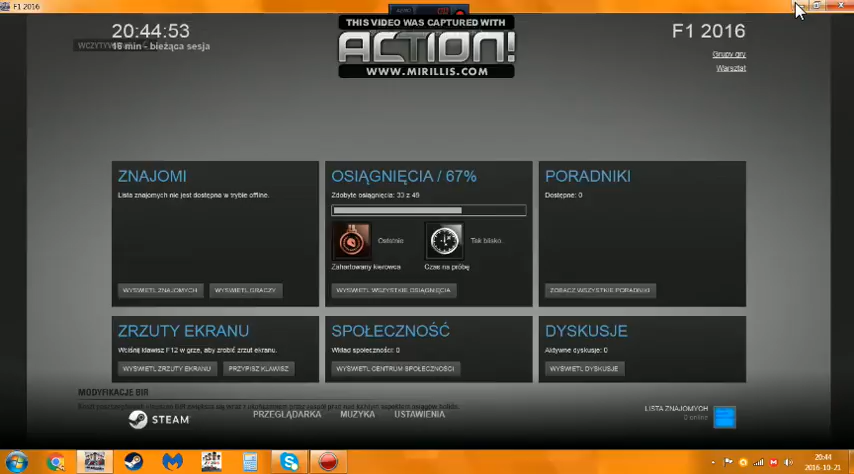 F1 2016
THIS VIDEO WAS CAPTURED WITH
ACTION!
WWW.MIRILLIS.COM
20:44:53
16 min - bieżąca sesja
F1 2016
Grupy gry
Warsztat
ZNAJOMI
Lista znajomych nie jest dostępna w trybie offline.
WYŚWIETL ZNAJOMYCH
WYŚWIETL GRACZY
OSIĄGNIĘCIA / 67%
Zdobyte osiągnięcia: 33 z 49
Ostatnio
Tak blisko...
Zahartowany kierowca
Czas na próbę
WYŚWIETL WSZYSTKIE OSIĄGNIĘCIA
PORADNIKI
Dostępne: 0
ZOBACZ WSZYSTKIE PORADNIKI
ZRZUTY EKRANU
Wciśnij klawisz F12 w grze, aby zrobić zrzut ekranu.
WYŚWIETL ZRZUTY EKRANU
PRZYPISZ KLAWISZ
SPOŁECZNOŚĆ
Wkład społeczności: 0
WYŚWIETL CENTRUM SPOŁECZNOŚCI
DYSKUSJE
Aktywne dyskusje: 0
WYŚWIETL DYSKUSJE
MODYFIKACJE BIR
STEAM
PRZEGLĄDARKA
MUZYKA
USTAWIENIA
LISTA ZNAJOMYCH
0 online
20:44
2016-10-21